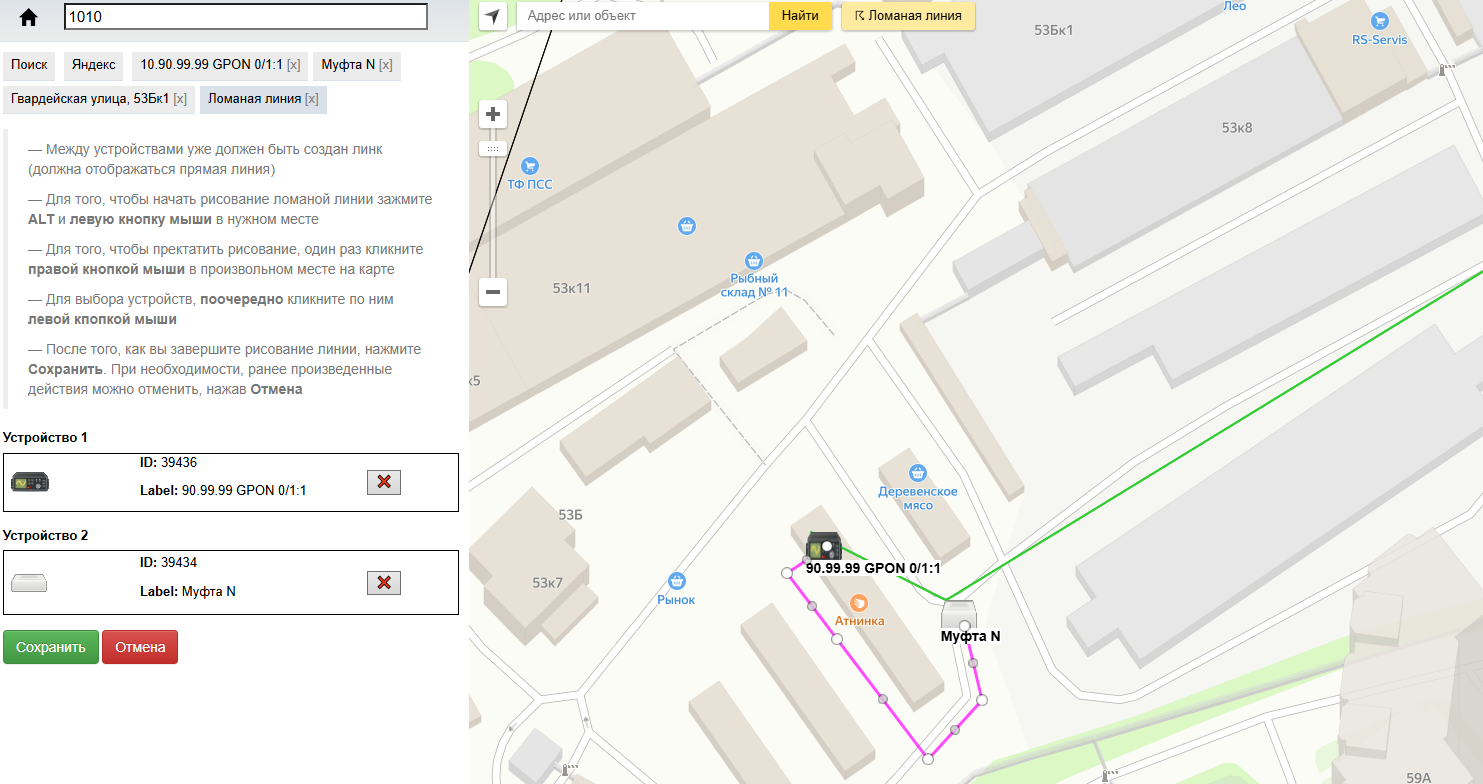 1010
Поиск
Яндекс
10.90.99.99 GPON 0/1:1 [x]
Муфта N [x]
Гвардейская улица, 53Бк1 [x]
Ломаная линия [x]
— Между устройствами уже должен быть создан линк
(должна отображаться прямая линия)
— Для того, чтобы начать рисование ломаной линии зажмите
ALT и левую кнопку мыши в нужном месте
— Для того, чтобы пректатить рисование, один раз кликните
правой кнопкой мыши в произвольном месте на карте
— Для выбора устройств, поочередно кликните по ним
левой кпопкой мыши
— После того, как вы завершите рисование линии, нажмите
Сохранить. При необходимости, ранее произведенные
действия можно отменить, нажав Отмена
Устройство 1
ID: 39436
Label: 90.99.99 GPON 0/1:1
Устройство 2
ID: 39434
Label: Муфта N
Сохранить
Отмена
Адрес или объект
Найти
Ломаная линия
Лео
53Бк1
RS-Servis
53к8
ТФ ПСС
Рыбный
склад № 11
53к11
к5
Деревенское
мясо
53Б
90.99.99 GPON 0/1:1
53к7
Рынок
Атнинка
Муфта N
59А